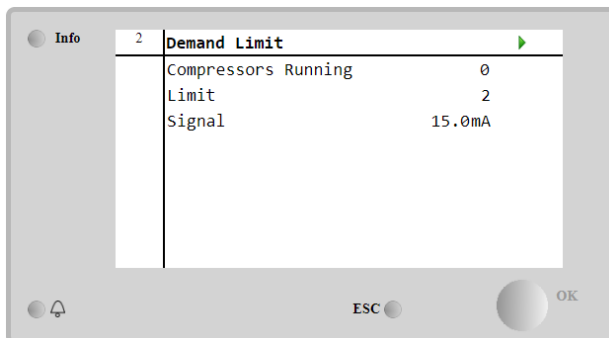 Info
2 Demand Limit
Compressors Running 0
Limit 2
Signal 15.0mA
ESC
OK